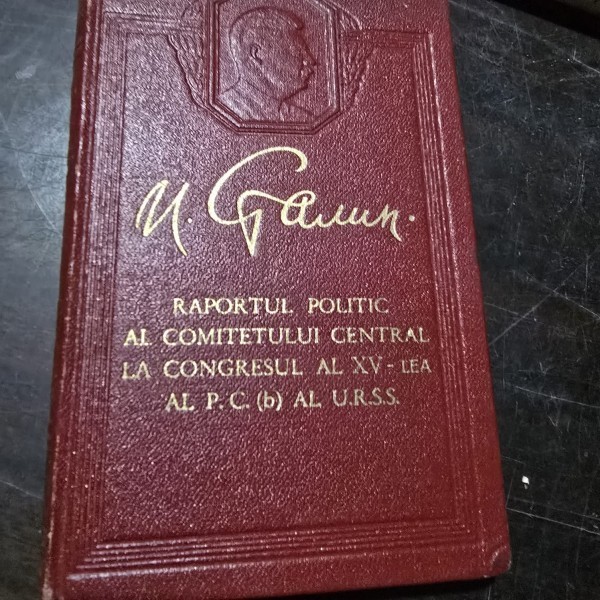 И. Сталин.
RAPORTUL POLITIC
AL COMITETULUI CENTRAL
LA CONGRESUL AL XV-LEA
AL P. C. (b) AL U.R.S.S.